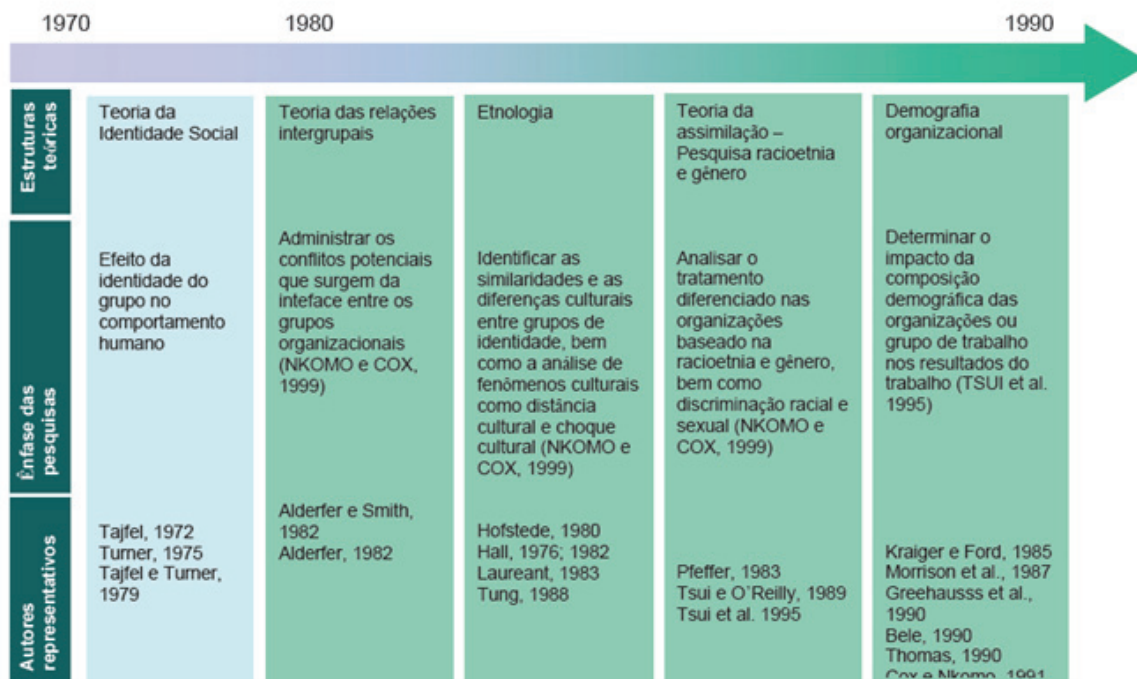 1970
1980
1990
Estruturas
teóricas
Teoria da
Identidade Social
Teoria das relações
intergrupais
Etnologia
Teoria da
assimilação –
Pesquisa racioetnia
e gênero
Demografia
organizacional
Ênfase das
pesquisas
Efeito da
identidade do
grupo no
comportamento
humano
Administrar os
conflitos potenciais
que surgem da
inteface entre os
grupos
organizacionais
(NKOMO e COX,
1999)
Identificar as
similaridades e as
diferenças culturais
entre grupos de
identidade, bem
como a análise de
fenômenos culturais
como distância
cultural e choque
cultural (NKOMO e
COX, 1999)
Analisar o
tratamento
diferenciado nas
organizações
baseado na
racioetnia e gênero,
bem como
discriminação racial e
sexual (NKOMO e
COX, 1999)
Determinar o
impacto da
composição
demográfica das
organizações ou
grupo de trabalho
nos resultados do
trabalho (TSUI et al.
1995)
Autores
representativos
Tajfel, 1972
Turner, 1975
Tajfel e Turner,
1979
Alderfer e Smith,
1982
Alderfer, 1982
Hofstede, 1980
Hall, 1976; 1982
Laureant, 1983
Tung, 1988
Pfeffer, 1983
Tsui e O`Reilly, 1989
Tsui et al. 1995
Kraiger e Ford, 1985
Morrison et al., 1987
Greehausss et al.,
1990
Bele, 1990
Thomas, 1990
Cox e Nkomo, 1991